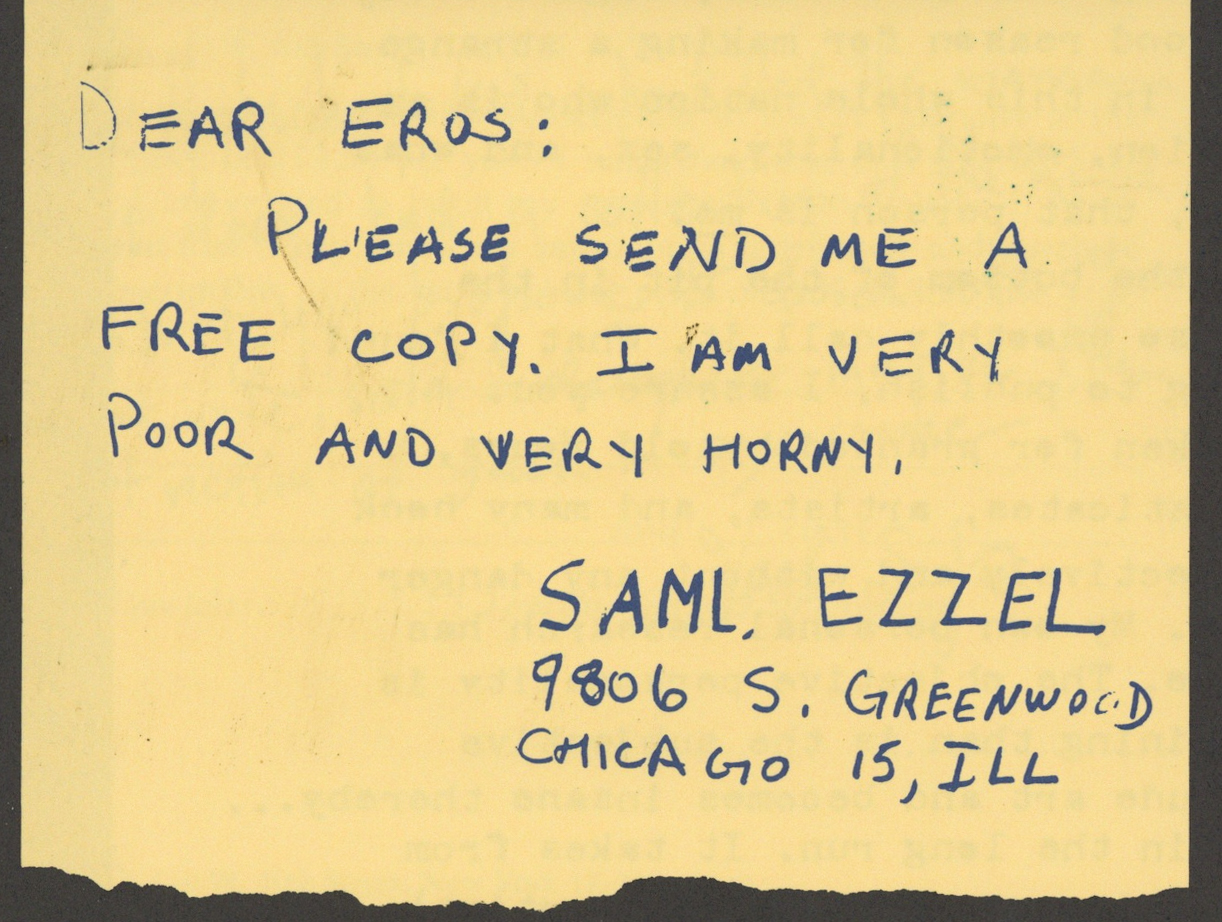 DEAR EROS:
PLEASE SEND ME A
FREE COPY. I AM VERY
POOR AND VERY HORNY.
SAML. EZZEL
9806 S. GREENWOOD
CHICAGO 15, ILL